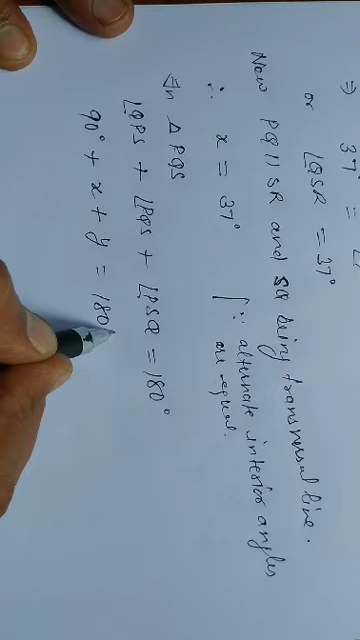 ⇒ 37° =
or ∠QSR = 37°
Now PQ || SR and SQ being transversal line.
∴ x = 37° [∵ alternate interior angles
are equal.
In Δ PQS
∠QPS + ∠PQS + ∠PSQ = 180°
90° + x + y = 180